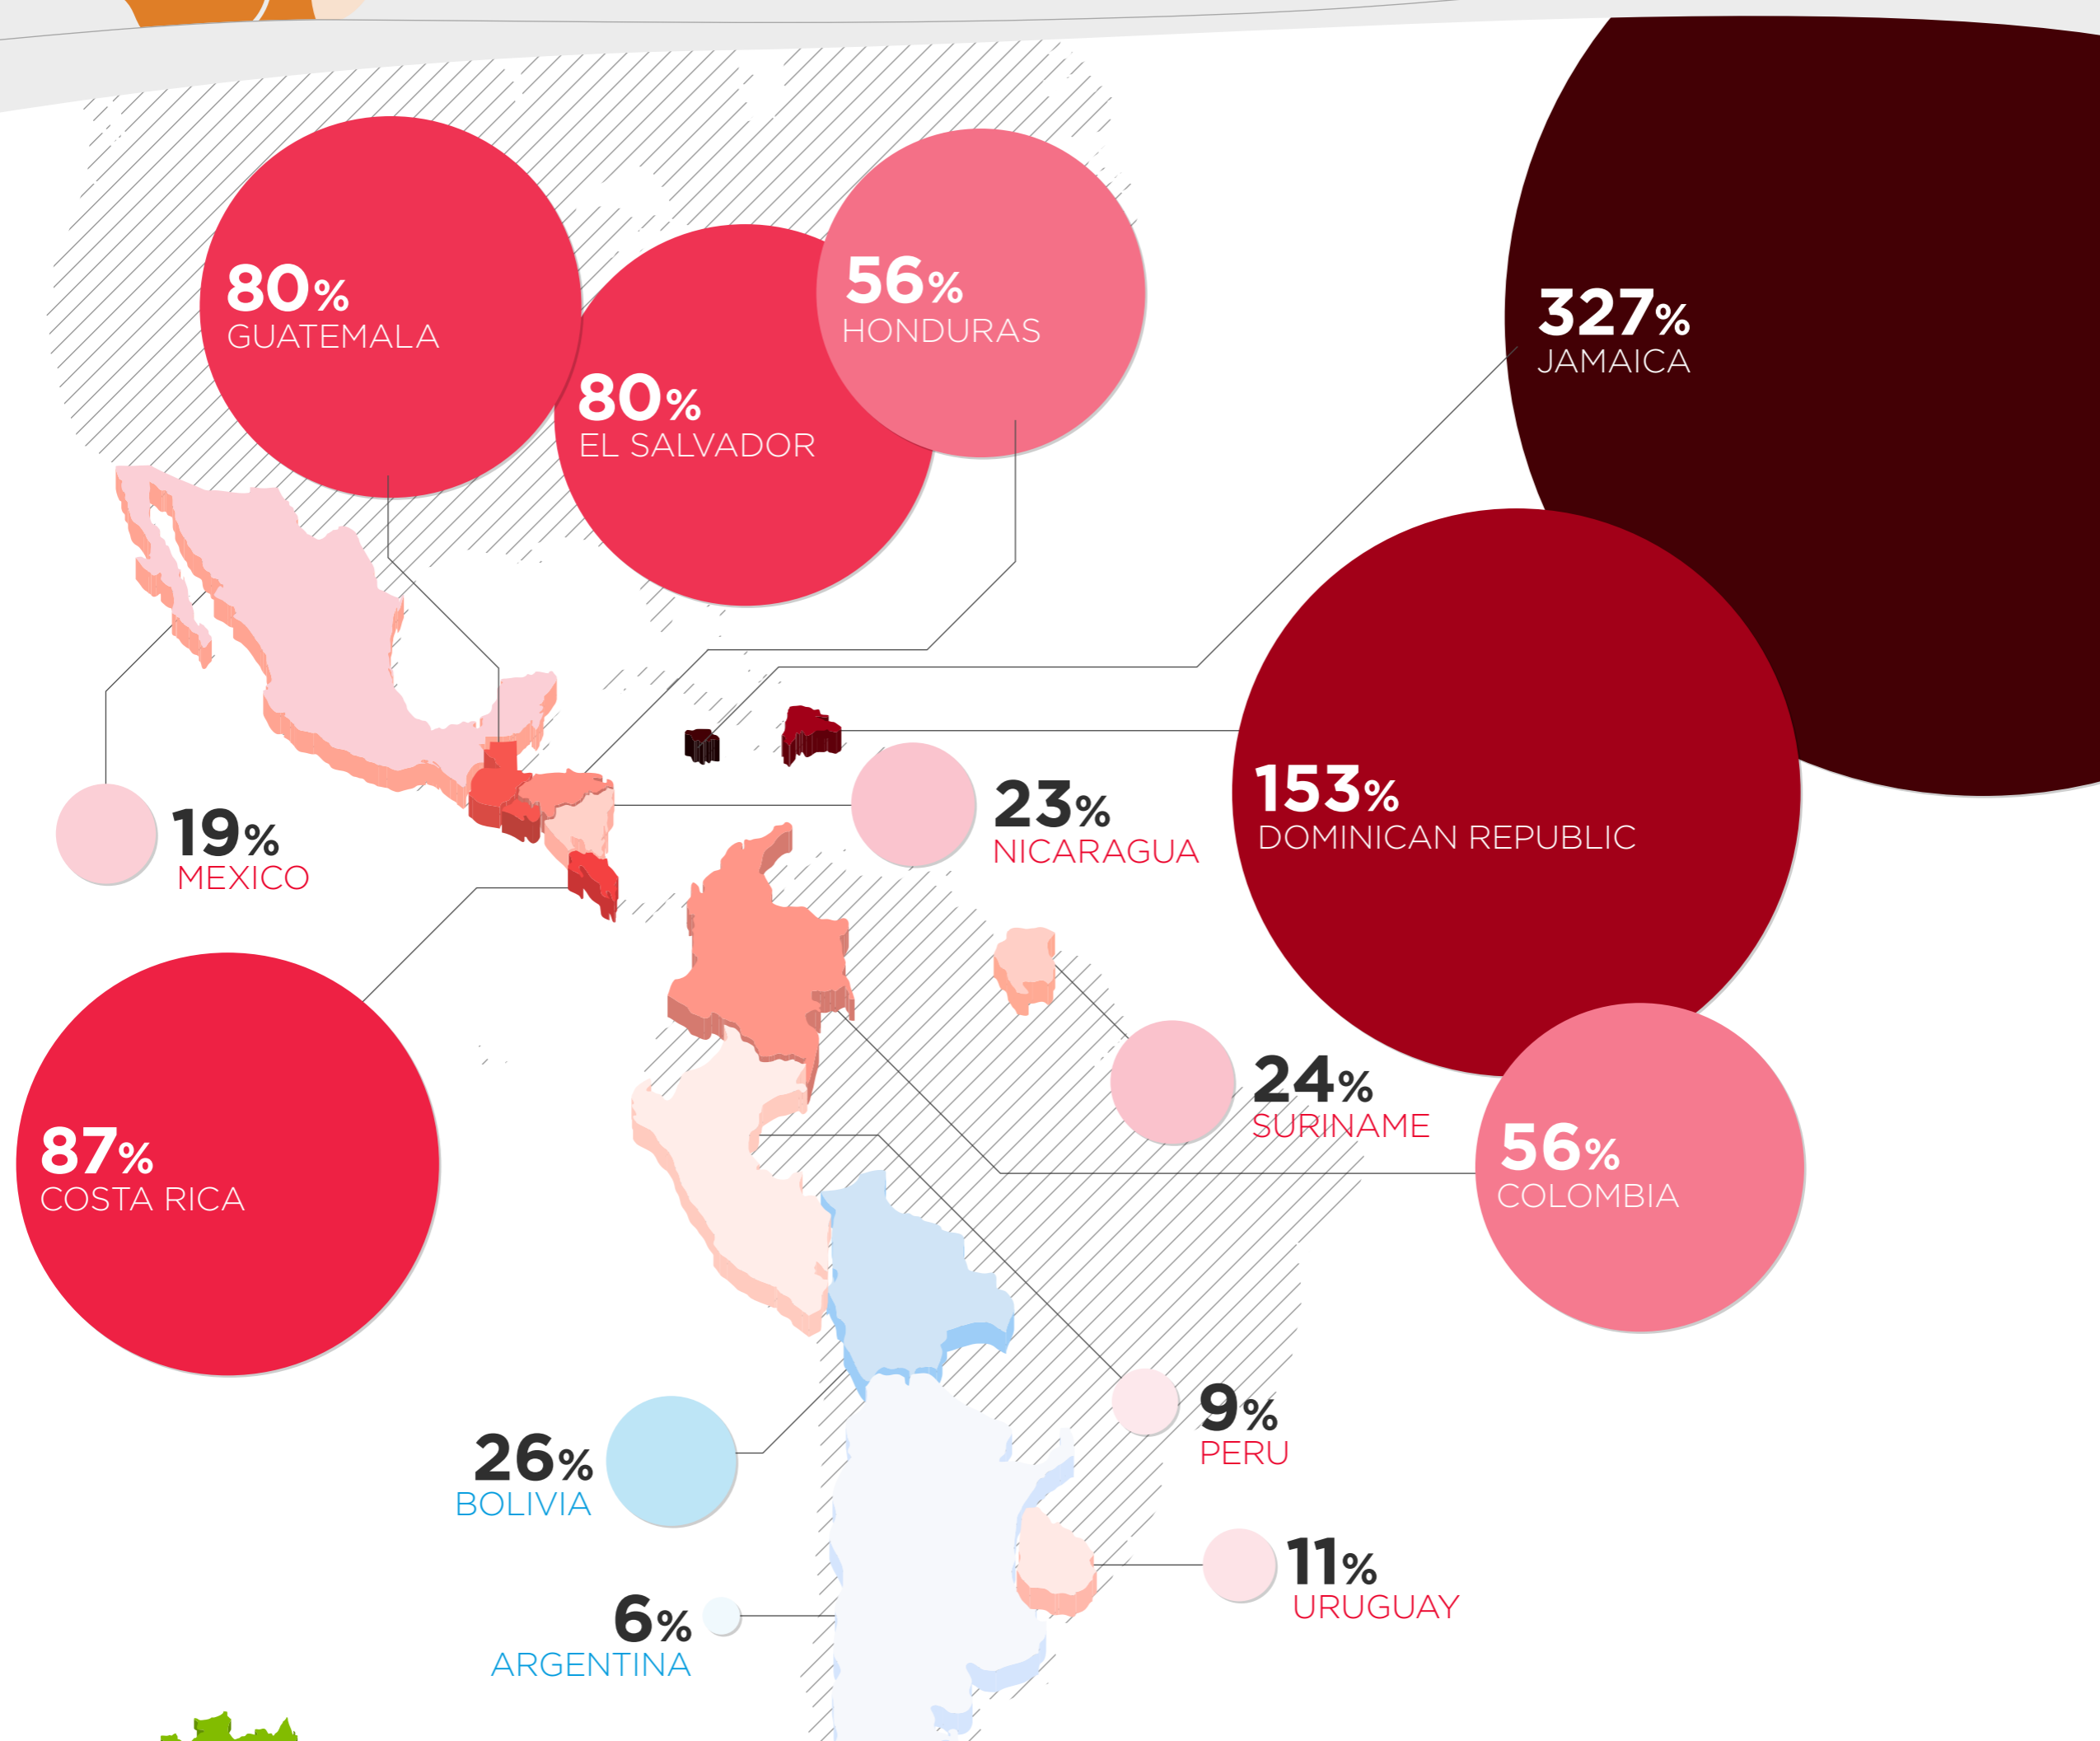 80%
GUATEMALA
80%
EL SALVADOR
56%
HONDURAS
327%
JAMAICA
19%
MEXICO
23%
NICARAGUA
153%
DOMINICAN REPUBLIC
87%
COSTA RICA
24%
SURINAME
56%
COLOMBIA
26%
BOLIVIA
9%
PERU
6%
ARGENTINA
11%
URUGUAY